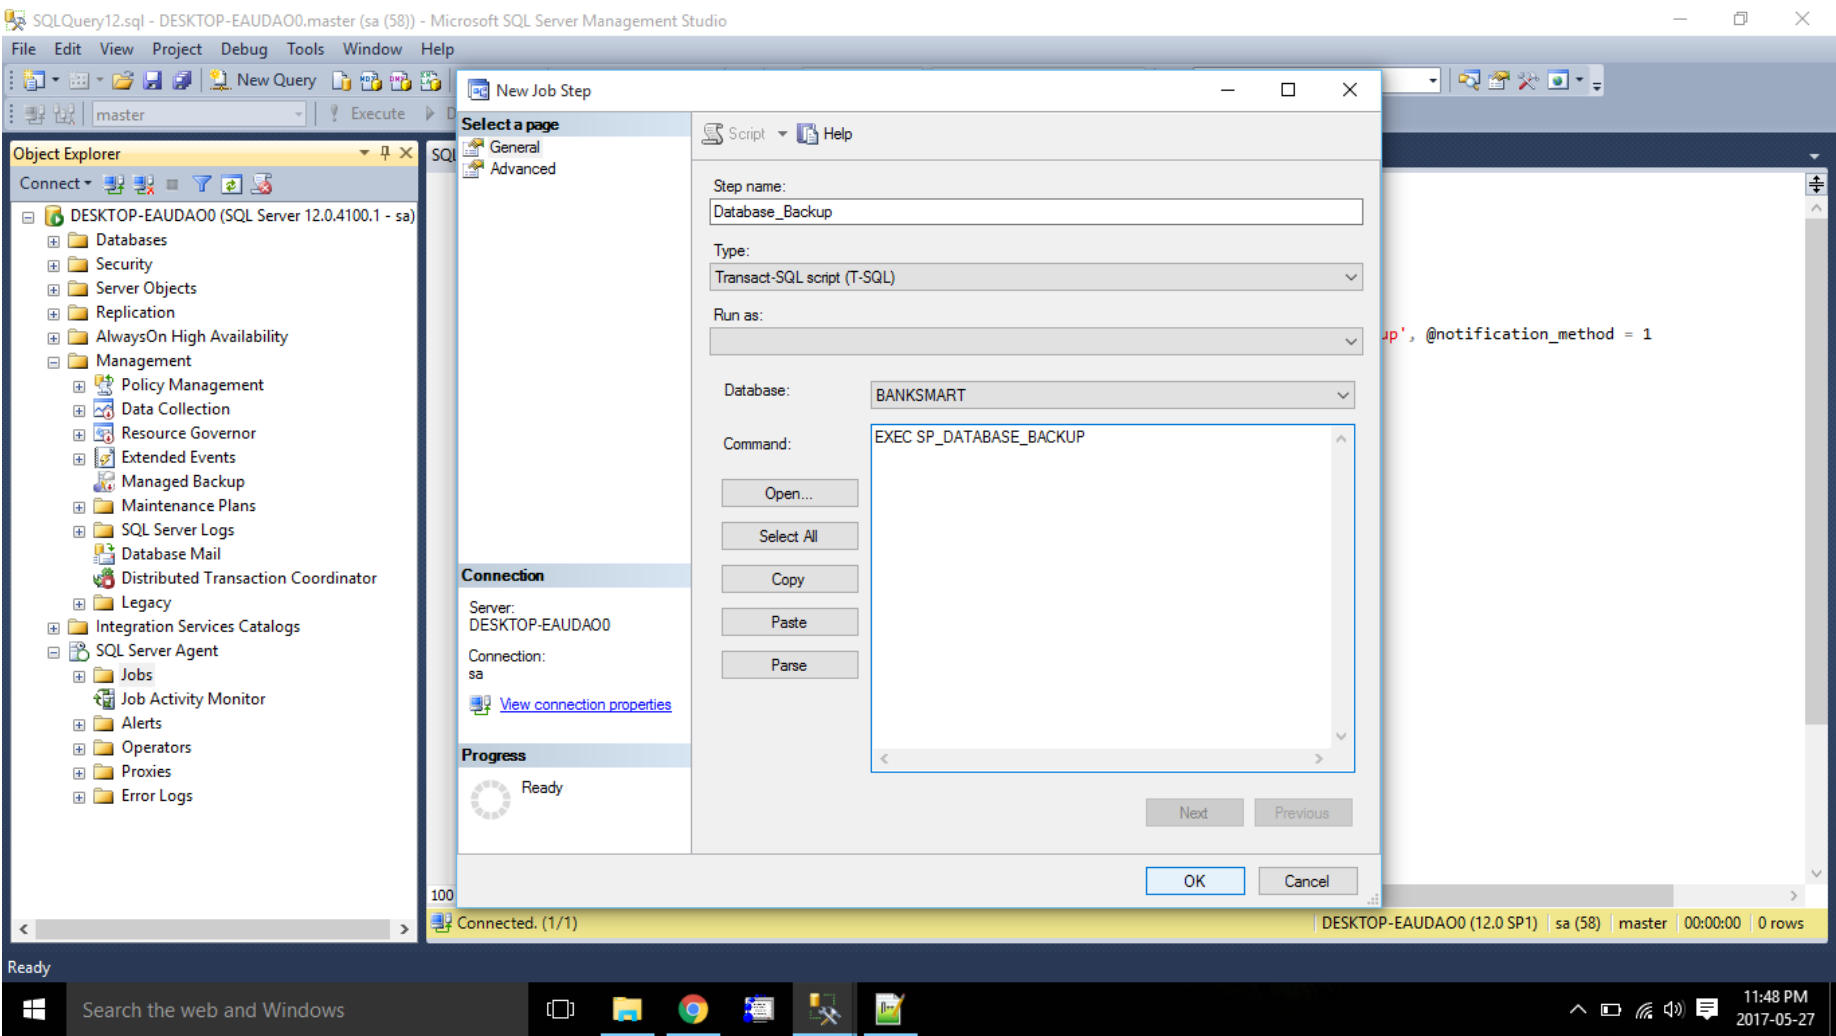 SQLQuery12.sql - DESKTOP-EAUDAO0.master (sa (58)) - Microsoft SQL Server Management Studio
File Edit View Project Debug Tools Window Help
New Query
master
Execute
Object Explorer
Connect
DESKTOP-EAUDAO0 (SQL Server 12.0.4100.1 - sa)
Databases
Security
Server Objects
Replication
AlwaysOn High Availability
Management
Policy Management
Data Collection
Resource Governor
Extended Events
Managed Backup
Maintenance Plans
SQL Server Logs
Database Mail
Distributed Transaction Coordinator
Legacy
Integration Services Catalogs
SQL Server Agent
Jobs
Job Activity Monitor
Alerts
Operators
Proxies
Error Logs
New Job Step
Select a page
General
Advanced
Connection
Server:
DESKTOP-EAUDAO0
Connection:
sa
View connection properties
Progress
Ready
Script Help
Step name:
Database_Backup
Type:
Transact-SQL script (T-SQL)
Run as:
Database: BANKSMART
Command: EXEC SP_DATABASE_BACKUP
Open...
Select All
Copy
Paste
Parse
Next Previous
OK Cancel
up', @notification_method = 1
100
Connected. (1/1) DESKTOP-EAUDAO0 (12.0 SP1) sa (58) master 00:00:00 0 rows
Ready
Search the web and Windows
11:48 PM
2017-05-27